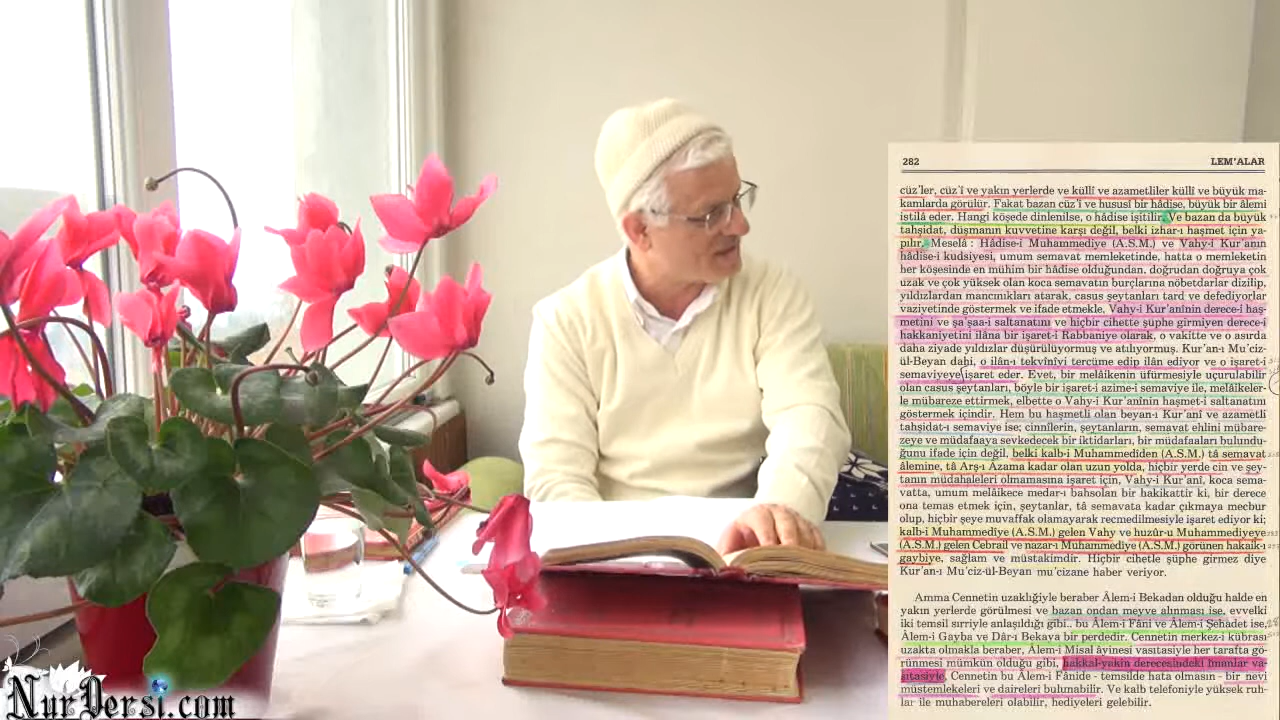 282 LEM'ALAR
cüz'ler, cüz'î ve yakın yerlerde ve küllî ve azametliler küllî ve büyük ma-
kamlarda görülür. Fakat bazan cüz'î ve hususî bir hâdise, büyük bir âlemi
istilâ eder. Hangi köşede dinlenilse, o hâdise işitilir. Ve bazan da büyük
tahşidat, düşmanın kuvvetine karşı değil, belki izhar-ı haşmet için ya-
pılır. Meselâ : Hâdise-i Muhammediye (A.S.M.) ve Vahy-i Kur'anın
hâdise-i kudsiyesi, umum semavat memleketinde, hatta o memleketin
her köşesinde en mühim bir hâdise olduğundan, doğrudan doğruya çok
uzak ve çok yüksek olan koca semavatın burçlarına nöbetdarlar dizilip,
yıldızlardan mancınıkları atarak, casus şeytanları tard ve defediyorlar
vaziyetinde göstermek ve ifade etmekle, Vahy-i Kur'anînin derece-i haş-
metini ve şa'şaa-i saltanatını ve hiçbir cihette şüphe girmiyen derece-i
hakkaniyetini ilâna bir işaret-i Rabbaniye olarak, o vakitte ve o asırda
daha ziyade yıldızlar düşürülüyormuş ve atılıyormuş. Kur'an-ı Mu'ciz-
ül-Beyan dahi, o ilân-ı tekvînîyi tercüme edip ilân ediyor ve o işaret-i
semaviyeye işaret eder. Evet, bir melâikenin üfürmesiyle uçurulabilir
olan casus şeytanları, böyle bir işaret-i azime-i semaviye ile, melâikeler-
le mübareze ettirmek, elbette o Vahy-i Kur'anînin haşmet-i saltanatını
göstermek içindir. Hem bu haşmetli olan beyan-ı Kur'anî ve azametli
tahşidat-ı semaviye ise; cinnîlerin, şeytanların, semavat ehlini mübare-
zeye ve müdafaaya sevkedecek bir iktidarları, bir müdafaaları bulundu-
ğunu ifade için değil, belki kalb-i Muhammedîden (A.S.M.) tâ semavat
âlemine, tâ Arş-ı Âzama kadar olan uzun yolda, hiçbir yerde cin ve şey-
tanın müdahaleleri olmamasına işaret için, Vahy-i Kur'anî, koca sema-
vatta, umum melâikece medar-ı bahsolan bir hakikattir ki, bir derece
ona temas etmek için, şeytanlar, tâ semavata kadar çıkmaya mecbur
olup, hiçbir şeye muvaffak olamayarak recmedilmesiyle işaret ediyor ki;
kalb-i Muhammedîye (A.S.M.) gelen Vahy ve huzûr-u Muhammediyeye
(A.S.M.) gelen Cebrail ve nazar-ı Muhammedîye (A.S.M.) görünen hakaik-ı
gaybiye, sağlam ve müstakimdir. Hiçbir cihetle şüphe girmez diye
Kur'an-ı Mu'ciz-ül-Beyan mu'cizane haber veriyor.
Amma Cennetin uzaklığiyle beraber Âlem-i Bekadan olduğu halde en
yakın yerlerde görülmesi ve bazan ondan meyve alınması ise, evvelki
iki temsil sırriyle anlaşıldığı gibi.. bu Âlem-i Fâni ve Âlem-i Şehadet ise,
Âlem-i Gayba ve Dâr-ı Bekaya bir perdedir. Cennetin merkez-i kübrası
uzakta olmakla beraber, Âlem-i Misal âyinesi vasıtasiyle her tarafta gö-
rünmesi mümkün olduğu gibi, hakkal-yakîn derecesindeki îmanlar va-
sıtasiyle, Cennetin bu Âlem-i Fânide - temsilde hata olmasın - bir nevi
müstemlekeleri ve daireleri bulunabilir. Ve kalb telefoniyle yüksek ruh-
lar ile muhabereleri olabilir, hediyeleri gelebilir.
NurDersi.com